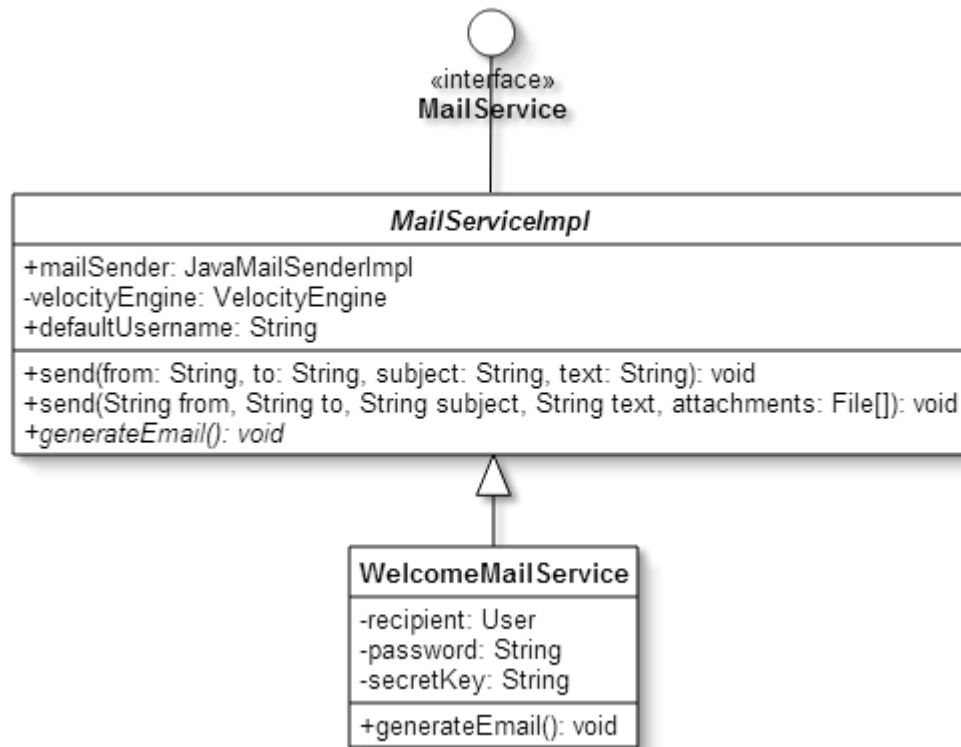 «interface»
MailService
MailServiceImpl
+mailSender: JavaMailSenderImpl
-velocityEngine: VelocityEngine
+defaultUsername: String
+send(from: String, to: String, subject: String, text: String): void
+send(String from, String to, String subject, String text, attachments: File[]): void
+generateEmail(): void
WelcomeMailService
-recipient: User
-password: String
-secretKey: String
+generateEmail(): void